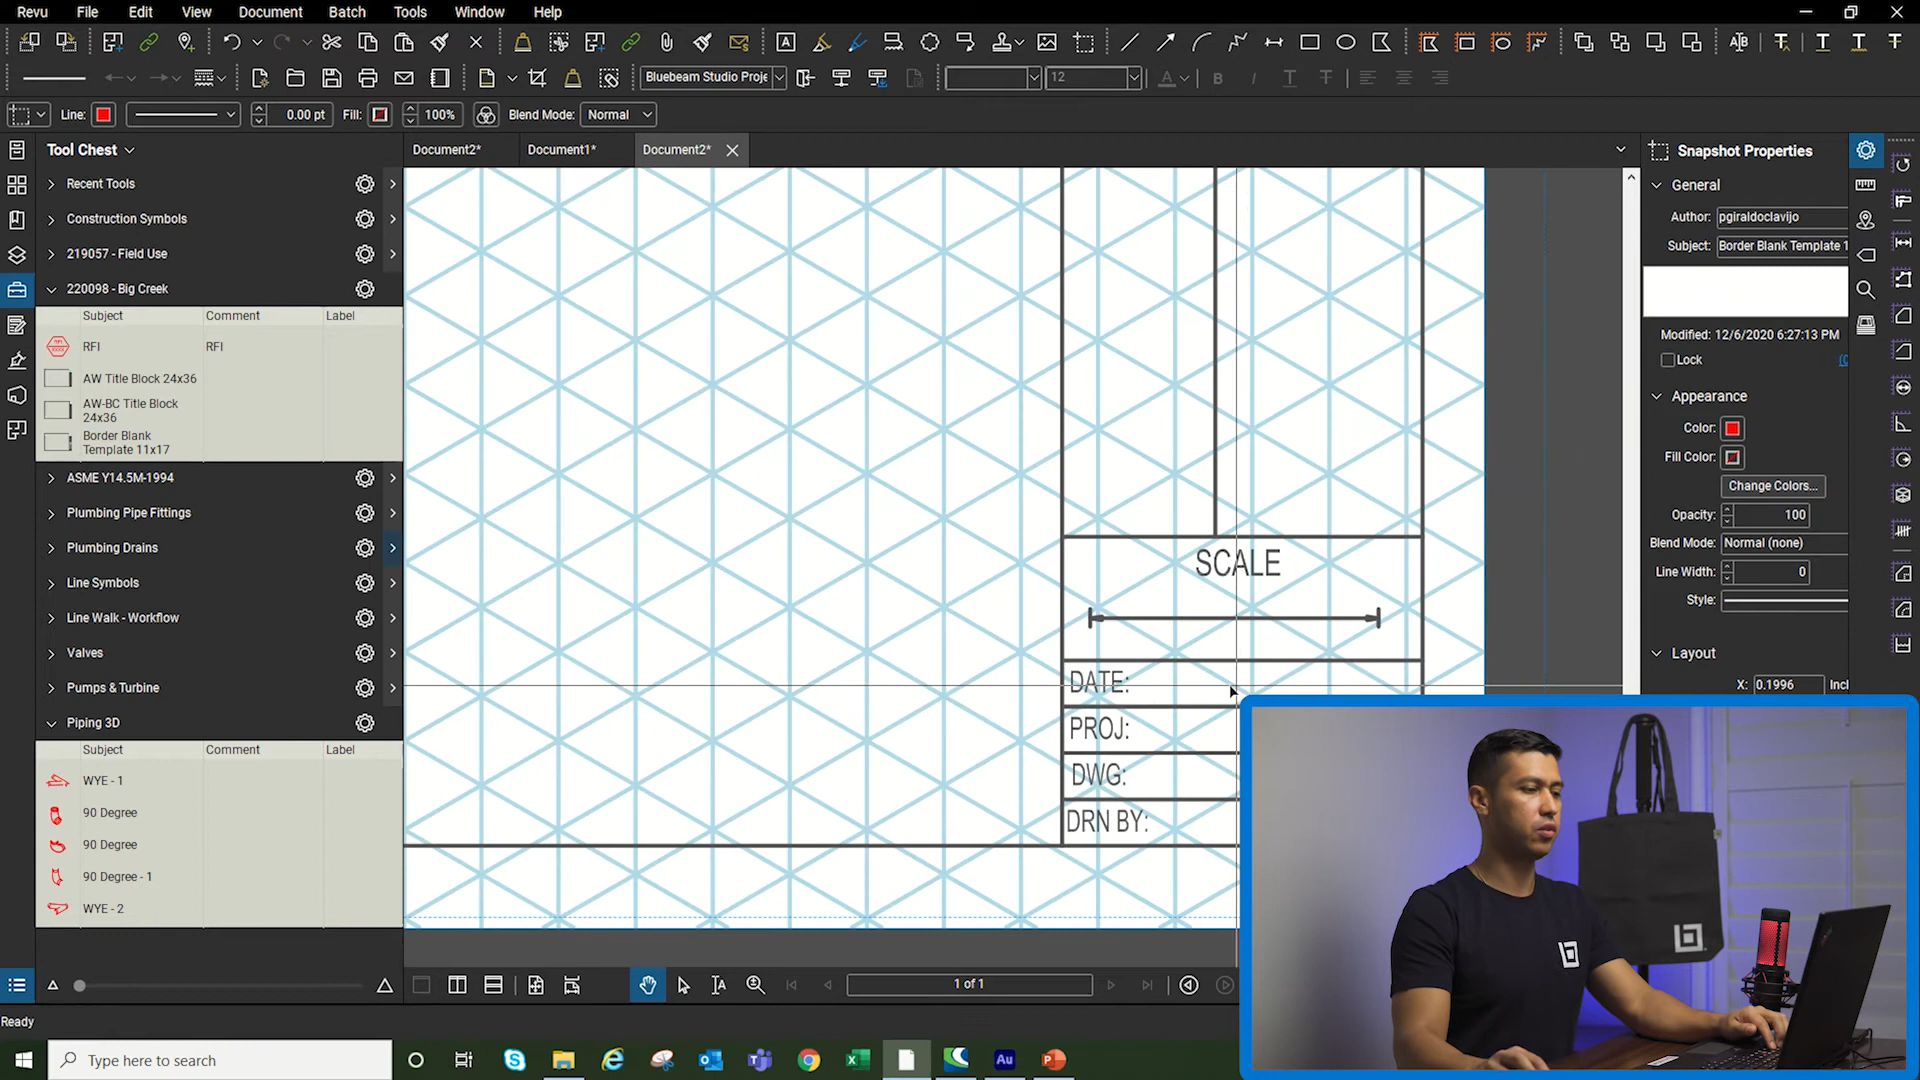 Revu File Edit View Document Batch Tools Window Help
Bluebeam Studio Proje 12
Line: 0.00 pt Fill: 100% Blend Mode: Normal
Tool Chest
Document2* Document1* Document2*
Snapshot Properties
Recent Tools
Construction Symbols
219057 - Field Use
220098 - Big Creek
Subject Comment Label
RFI RFI
AW Title Block 24x36
AW-BC Title Block
24x36
Border Blank
Template 11x17
ASME Y14.5M-1994
Plumbing Pipe Fittings
Plumbing Drains
Line Symbols
Line Walk - Workflow
Valves
Pumps & Turbine
Piping 3D
Subject Comment Label
WYE - 1
90 Degree
90 Degree
90 Degree - 1
WYE - 2
SCALE
DATE:
PROJ:
DWG:
DRN BY:
General
Author: pgiraldoclavijo
Subject: Border Blank Template 1
Modified: 12/6/2020 6:27:13 PM
Lock
Appearance
Color:
Fill Color:
Change Colors...
Opacity: 100
Blend Mode: Normal (none)
Line Width: 0
Style:
Layout
X: 0.1996 Incl
1 of 1
Ready
Type here to search